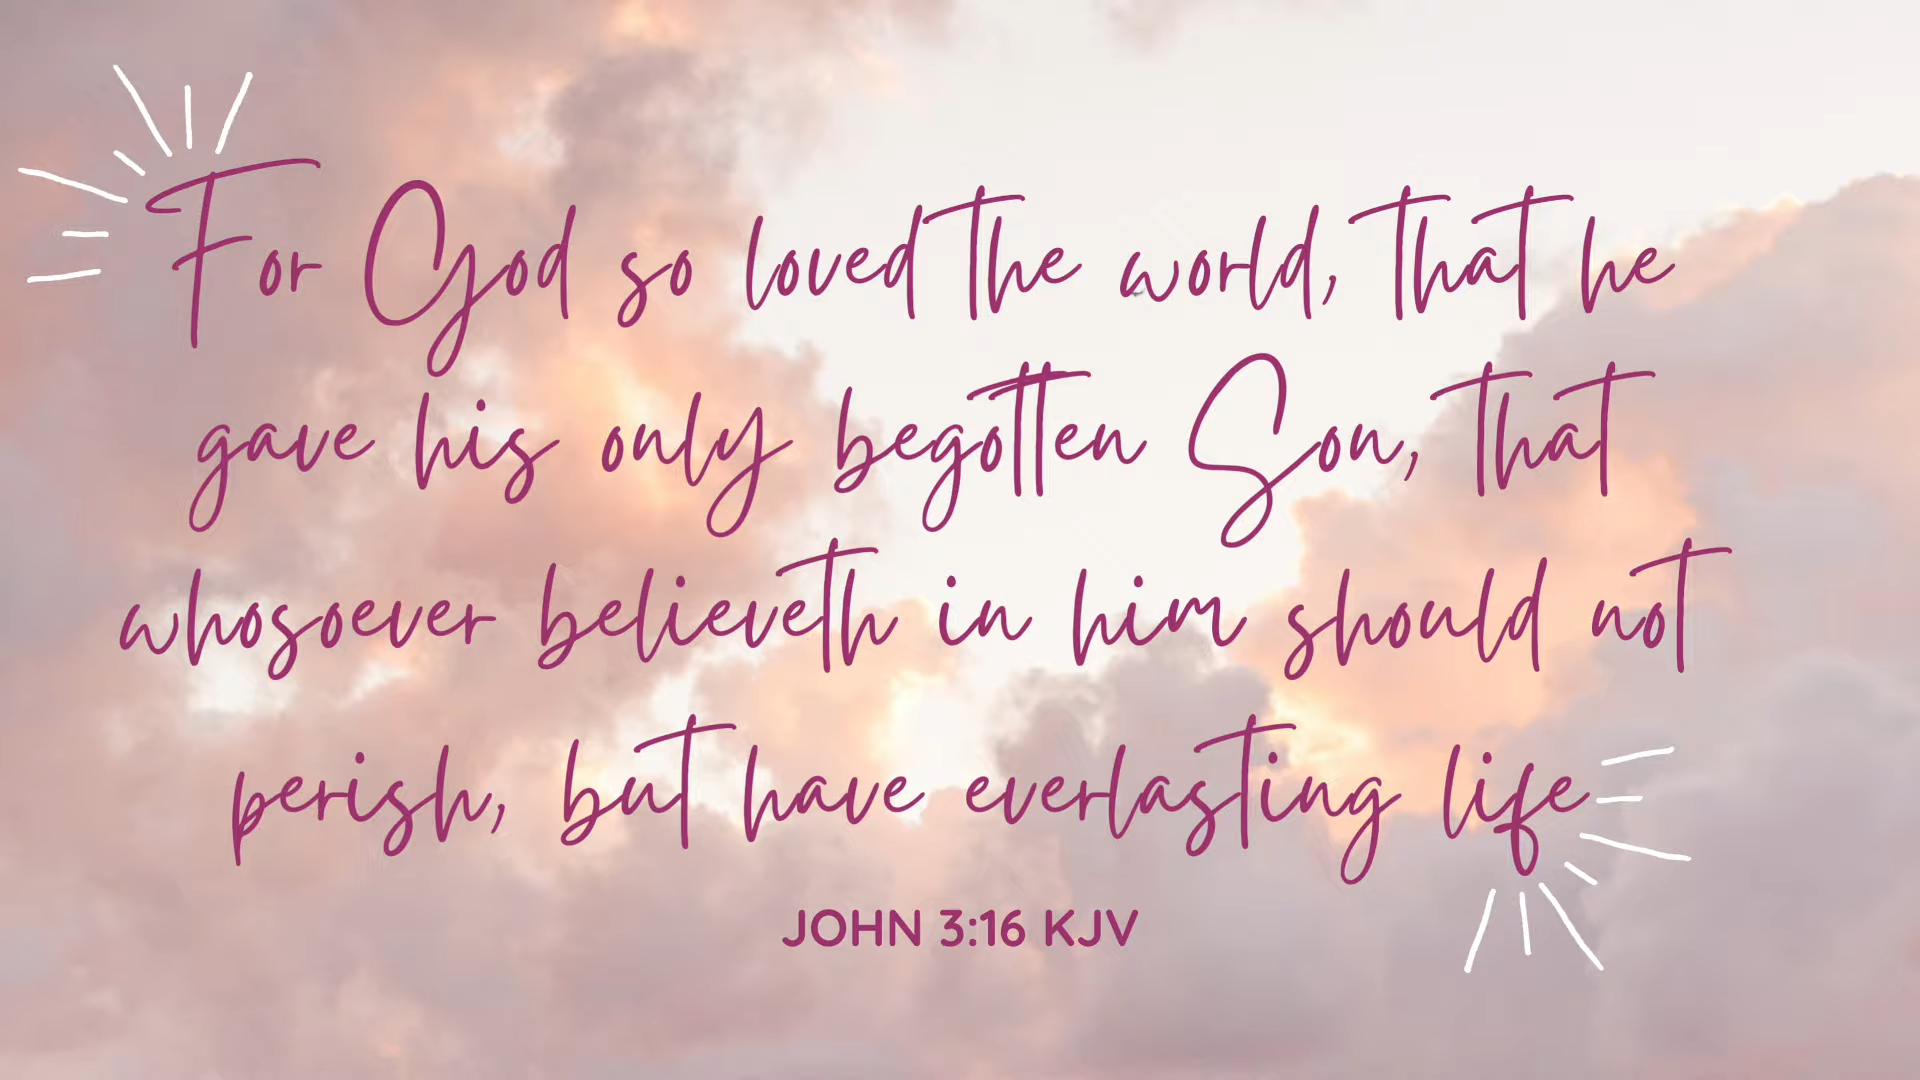 For God so loved the world, that he
gave his only begotten Son, that
whosoever believeth in him should not
perish, but have everlasting life
JOHN 3:16 KJV